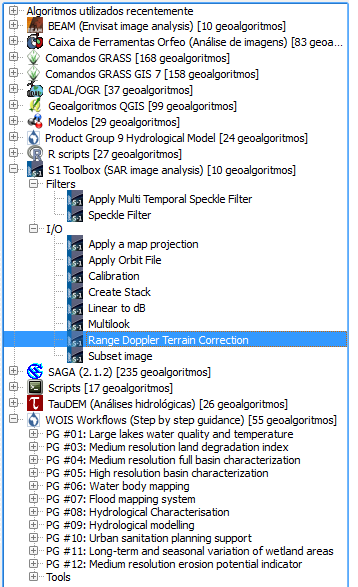 Algoritmos utilizados recentemente
BEAM (Envisat image analysis) [10 geoalgoritmos]
Caixa de Ferramentas Orfeo (Análise de imagens) [83 geoa...
Comandos GRASS [168 geoalgoritmos]
Comandos GRASS GIS 7 [158 geoalgoritmos]
GDAL/OGR [37 geoalgoritmos]
Geoalgoritmos QGIS [99 geoalgoritmos]
Modelos [29 geoalgoritmos]
Product Group 9 Hydrological Model [24 geoalgoritmos]
R scripts [27 geoalgoritmos]
S1 Toolbox (SAR image analysis) [10 geoalgoritmos]
Filters
Apply Multi Temporal Speckle Filter
Speckle Filter
I/O
Apply a map projection
Apply Orbit File
Calibration
Create Stack
Linear to dB
Multilook
Range Doppler Terrain Correction
Subset image
SAGA (2.1.2) [235 geoalgoritmos]
Scripts [17 geoalgoritmos]
TauDEM (Análises hidrológicas) [26 geoalgoritmos]
WOIS Workflows (Step by step guidance) [55 geoalgoritmos]
PG #01: Large lakes water quality and temperature
PG #03: Medium resolution land degradation index
PG #04: Medium resolution full basin characterization
PG #05: High resolution basin characterization
PG #06: Water body mapping
PG #07: Flood mapping system
PG #08: Hydrological Characterisation
PG #09: Hydrological modelling
PG #10: Urban sanitation planning support
PG #11: Long-term and seasonal variation of wetland areas
PG #12: Medium resolution erosion potential indicator
Tools